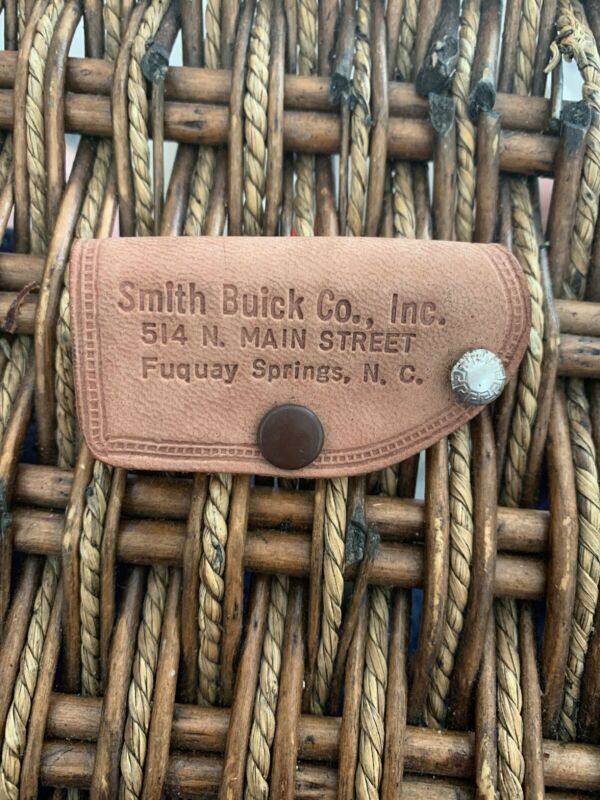 Smith Buick Co., Inc.
514 N. MAIN STREET
Fuquay Springs, N. C.